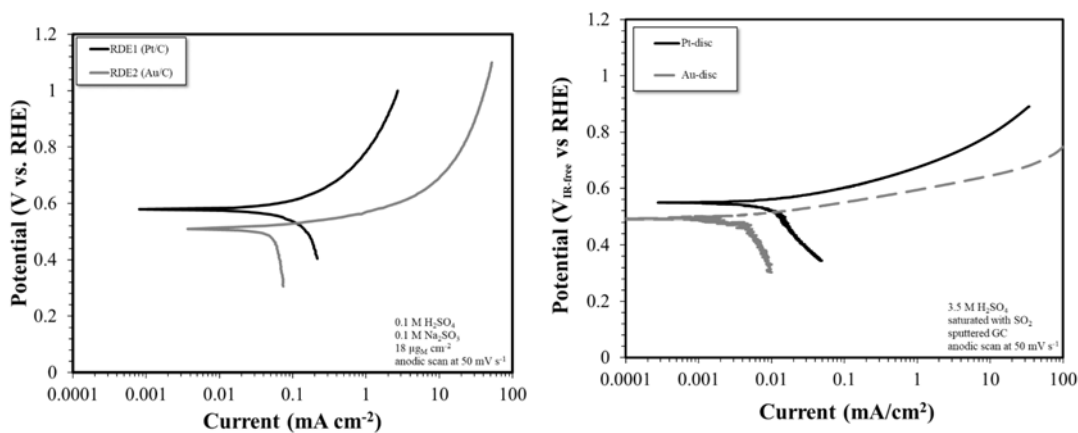 1.2
1
0.8
0.6
0.4
0.2
0
Potential (V vs. RHE)
RDE1 (Pt/C)
RDE2 (Au/C)
0.1 M H₂SO₄
0.1 M Na₂SO₃
18 µg_M cm⁻²
anodic scan at 50 mV s⁻¹
0.0001 0.001 0.01 0.1 1 10 100
Current (mA cm⁻²)
1.2
1
0.8
0.6
0.4
0.2
0
Potential (V_IR-free vs RHE)
Pt-disc
Au-disc
3.5 M H₂SO₄
saturated with SO₂
sputtered GC
anodic scan at 50 mV s⁻¹
0.0001 0.001 0.01 0.1 1 10 100
Current (mA/cm²)